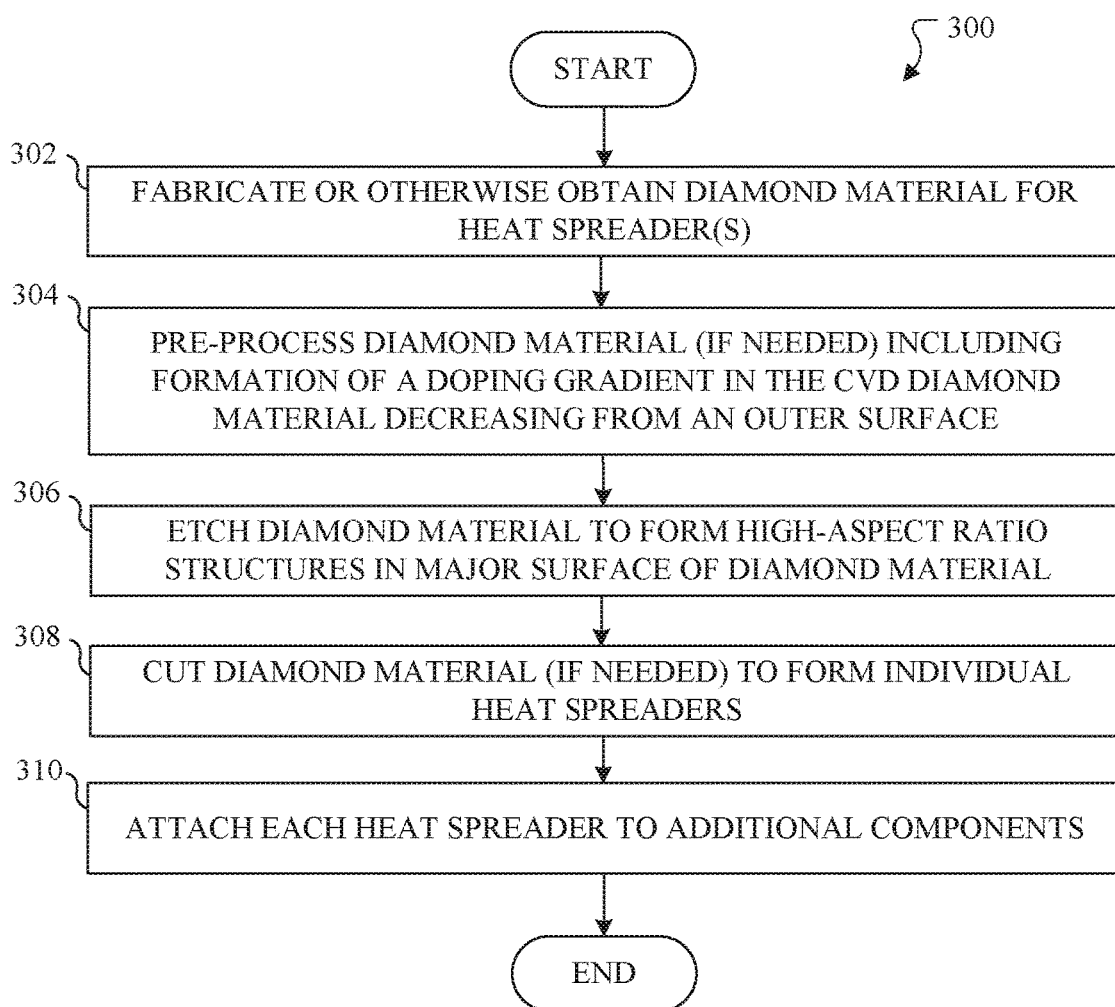 300
START
302
FABRICATE OR OTHERWISE OBTAIN DIAMOND MATERIAL FOR
HEAT SPREADER(S)
304
PRE-PROCESS DIAMOND MATERIAL (IF NEEDED) INCLUDING
FORMATION OF A DOPING GRADIENT IN THE CVD DIAMOND
MATERIAL DECREASING FROM AN OUTER SURFACE
306
ETCH DIAMOND MATERIAL TO FORM HIGH-ASPECT RATIO
STRUCTURES IN MAJOR SURFACE OF DIAMOND MATERIAL
308
CUT DIAMOND MATERIAL (IF NEEDED) TO FORM INDIVIDUAL
HEAT SPREADERS
310
ATTACH EACH HEAT SPREADER TO ADDITIONAL COMPONENTS
END